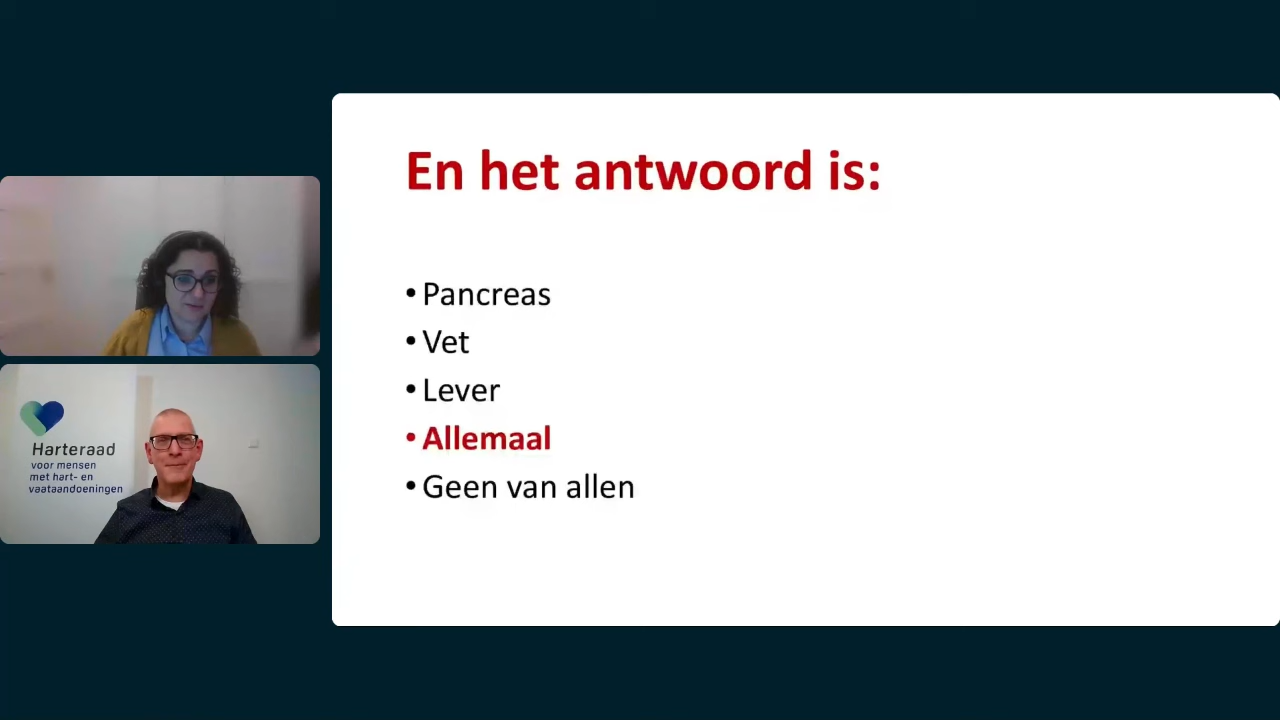 Harteraad
voor mensen
met hart- en
vaataandoeningen
En het antwoord is:
• Pancreas
• Vet
• Lever
• Allemaal
• Geen van allen